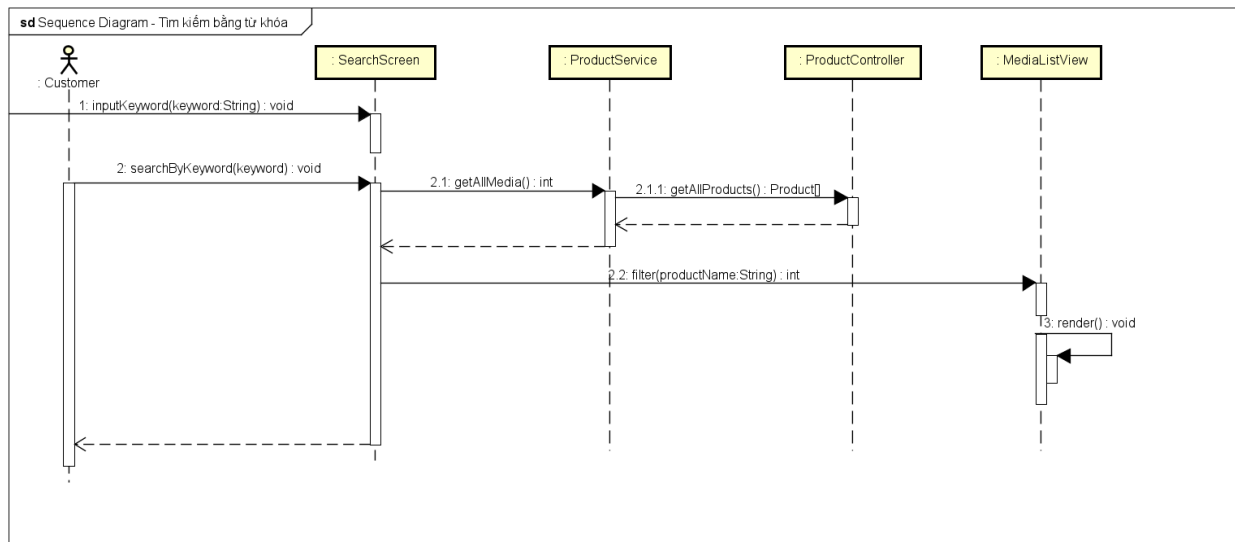 sd Sequence Diagram - Tìm kiếm bằng từ khóa
: Customer
: SearchScreen
: ProductService
: ProductController
: MediaListView
1: inputKeyword(keyword:String) : void
2: searchByKeyword(keyword) : void
2.1: getAllMedia() : int
2.1.1: getAllProducts() : Product[]
2.2: filter(productName:String) : int
3: render() : void